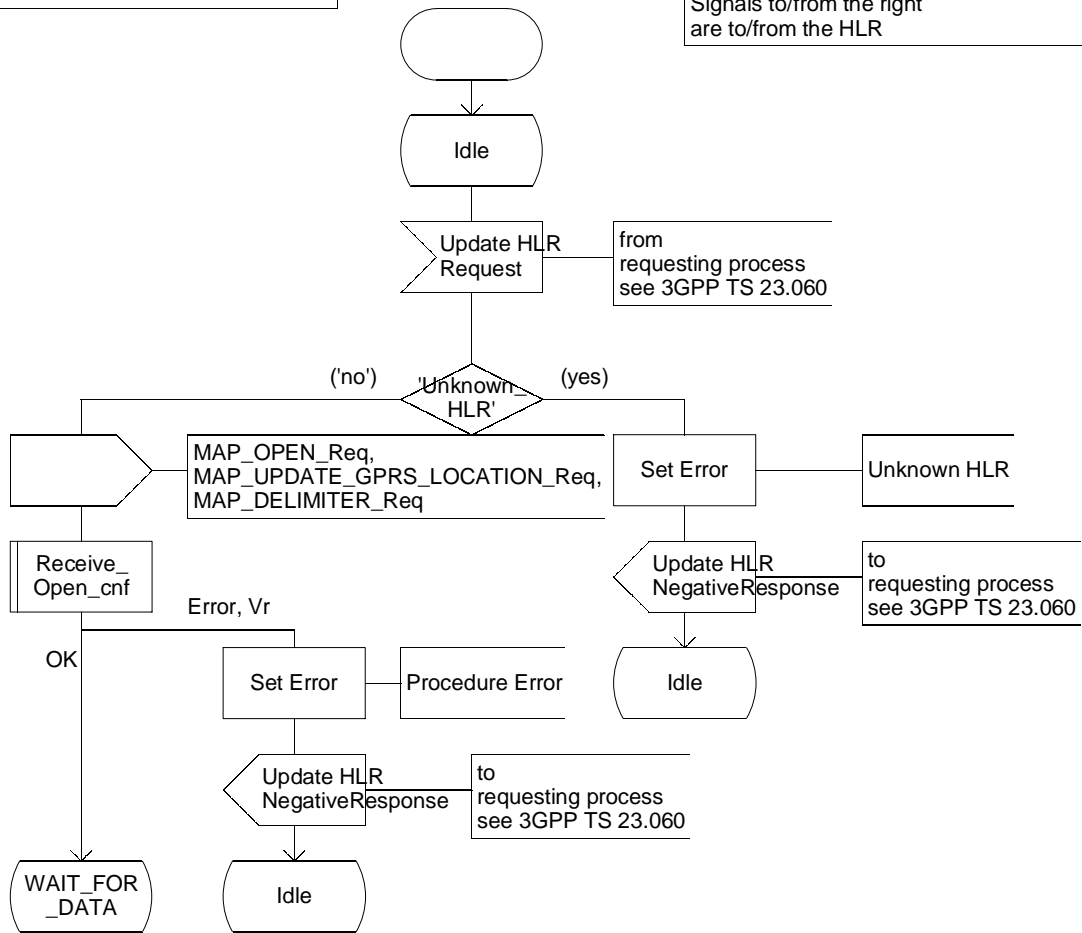 Signals to/from the right
are to/from the HLR
Idle
Update HLR
Request
from
requesting process
see 3GPP TS 23.060
('no')
'Unknown_
HLR'
(yes)
MAP_OPEN_Req,
MAP_UPDATE_GPRS_LOCATION_Req,
MAP_DELIMITER_Req
Set Error
Unknown HLR
Receive_
Open_cnf
Update HLR
NegativeResponse
to
requesting process
see 3GPP TS 23.060
Error, Vr
OK
Set Error
Procedure Error
Idle
Update HLR
NegativeResponse
to
requesting process
see 3GPP TS 23.060
WAIT_FOR
_DATA
Idle